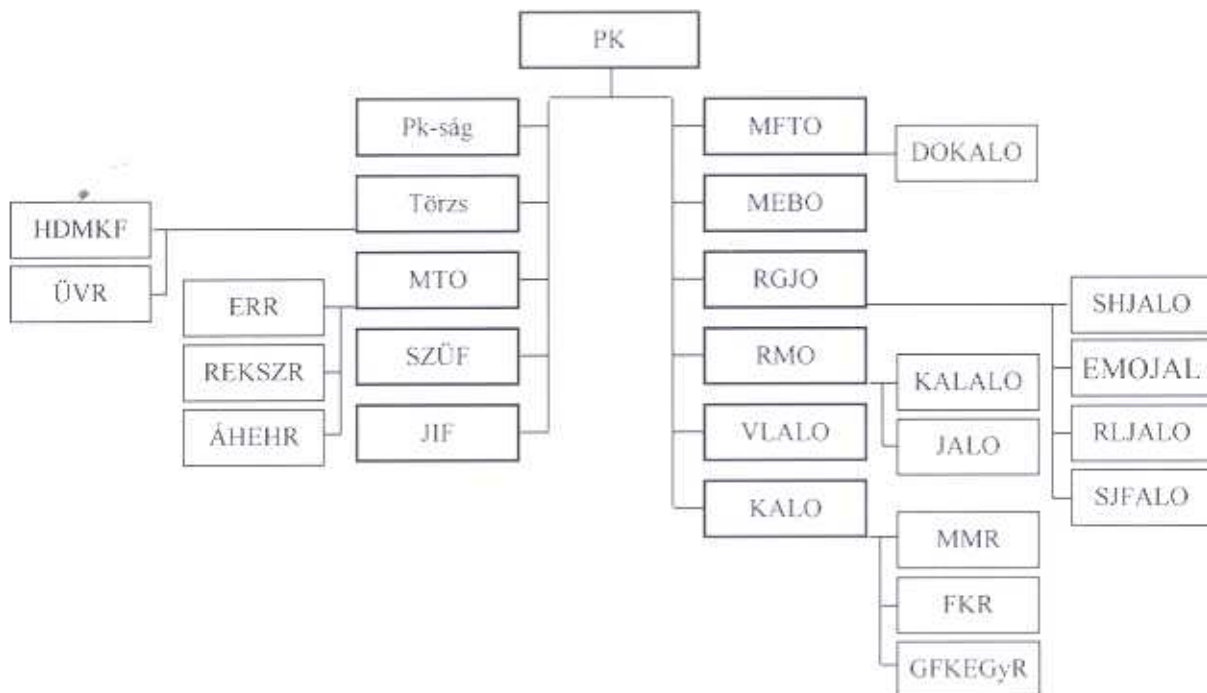 PK
Pk-ság
Törzs
HDMKF
ÜVR
MTO
ERR
REKSZR
ÁHEHR
SZÜF
JIF
MFTO
DOKALO
MEBO
RGJO
SHJALO
EMOJAL
RLJALO
SJFALO
RMO
KALALO
JALO
VLALO
KALO
MMR
FKR
GFKEGyR